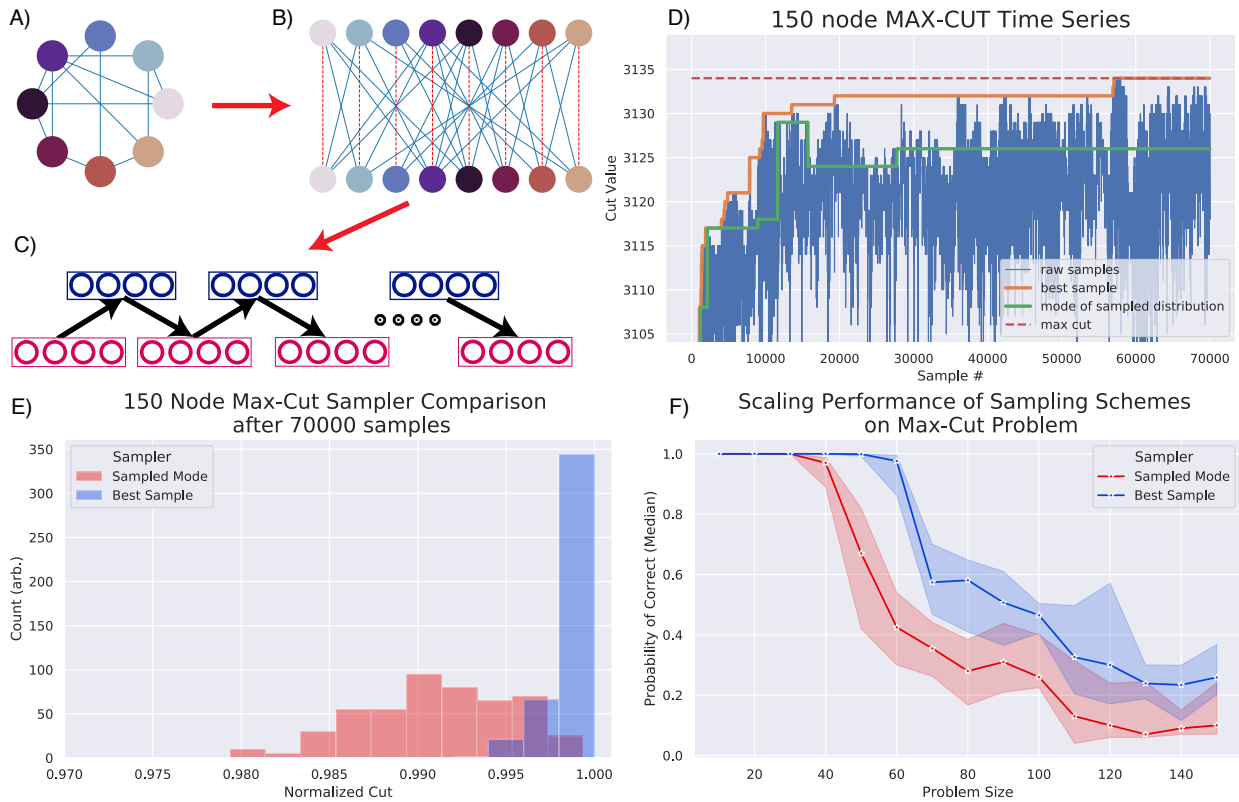 A)
B)
C)
D)
150 node MAX-CUT Time Series
Cut Value
3135
3130
3125
3120
3115
3110
3105
raw samples
best sample
mode of sampled distribution
max cut
0
10000
20000
30000
40000
50000
60000
70000
Sample #
E)
150 Node Max-Cut Sampler Comparison
after 70000 samples
Count (arb.)
350
300
250
200
150
100
50
0
Sampler
Sampled Mode
Best Sample
0.970
0.975
0.980
0.985
0.990
0.995
1.000
Normalized Cut
F)
Scaling Performance of Sampling Schemes
on Max-Cut Problem
Probability of Correct (Median)
1.0
0.8
0.6
0.4
0.2
0.0
Sampler
Sampled Mode
Best Sample
20
40
60
80
100
120
140
Problem Size